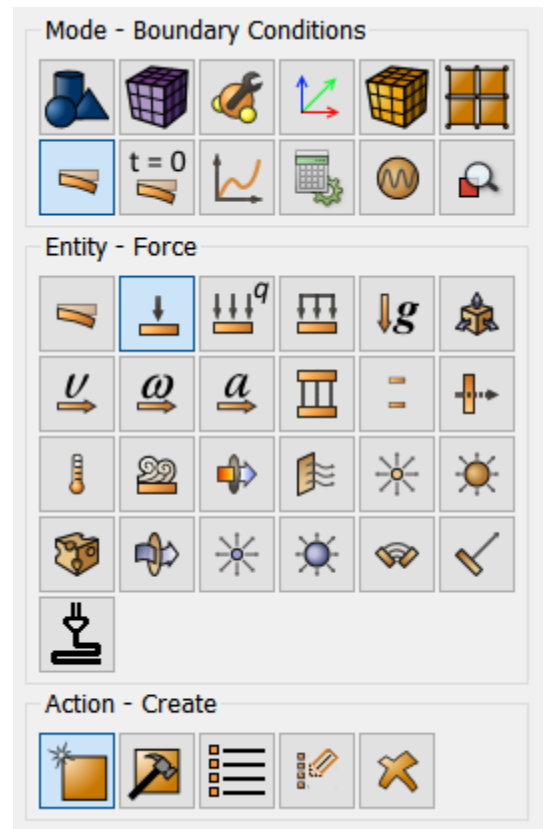 Mode - Boundary Conditions
t = 0
Entity - Force
q
g
υ ω a
Action - Create